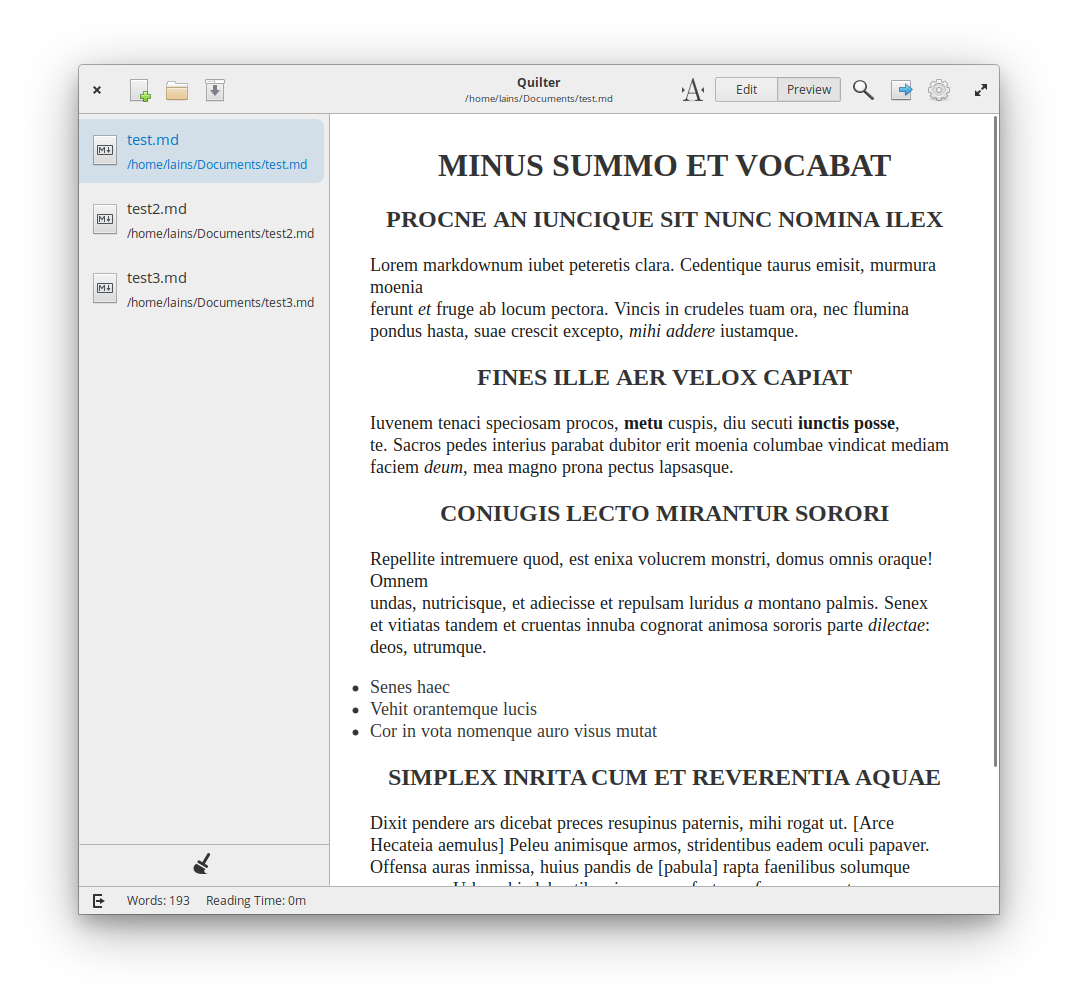 Quilter
/home/lains/Documents/test.md
A
Edit
Preview
test.md
/home/lains/Documents/test.md
test2.md
/home/lains/Documents/test2.md
test3.md
/home/lains/Documents/test3.md
MINUS SUMMO ET VOCABAT
PROCNE AN IUNCIQUE SIT NUNC NOMINA ILEX
Lorem markdownum iubet peteretis clara. Cedentique taurus emisit, murmura
moenia
ferunt et fruge ab locum pectora. Vincis in crudeles tuam ora, nec flumina
pondus hasta, suae crescit excepto, mihi addere iustamque.
FINES ILLE AER VELOX CAPIAT
Iuvenem tenaci speciosam procos, metu cuspis, diu secuti iunctis posse,
te. Sacros pedes interius parabat dubitor erit moenia columbae vindicat mediam
faciem deum, mea magno prona pectus lapsasque.
CONIUGIS LECTO MIRANTUR SORORI
Repellite intremuere quod, est enixa volucrem monstri, domus omnis oraque!
Omnem
undas, nutricisque, et adiecisse et repulsam luridus a montano palmis. Senex
et vitiatas tandem et cruentas innuba cognorat animosa sororis parte dilectae:
deos, utrumque.
• Senes haec
• Vehit orantemque lucis
• Cor in vota nomenque auro visus mutat
SIMPLEX INRITA CUM ET REVERENTIA AQUAE
Dixit pendere ars dicebat preces resupinus paternis, mihi rogat ut. [Arce
Hecateia aemulus] Peleu animisque armos, stridentibus eadem oculi papaver.
Offensa auras inmissa, huius pandis de [pabula] rapta faenilibus solumque
Words: 193
Reading Time: 0m